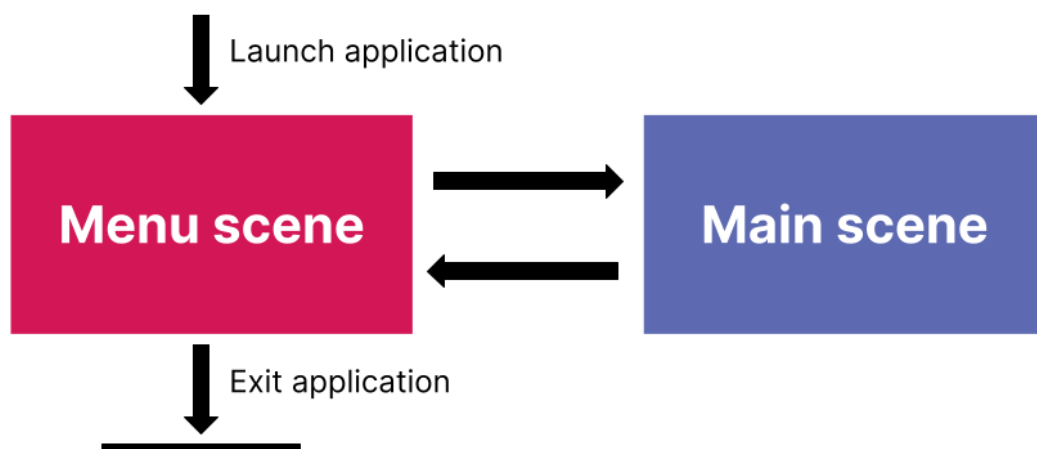 Launch application
Menu scene
Main scene
Exit application